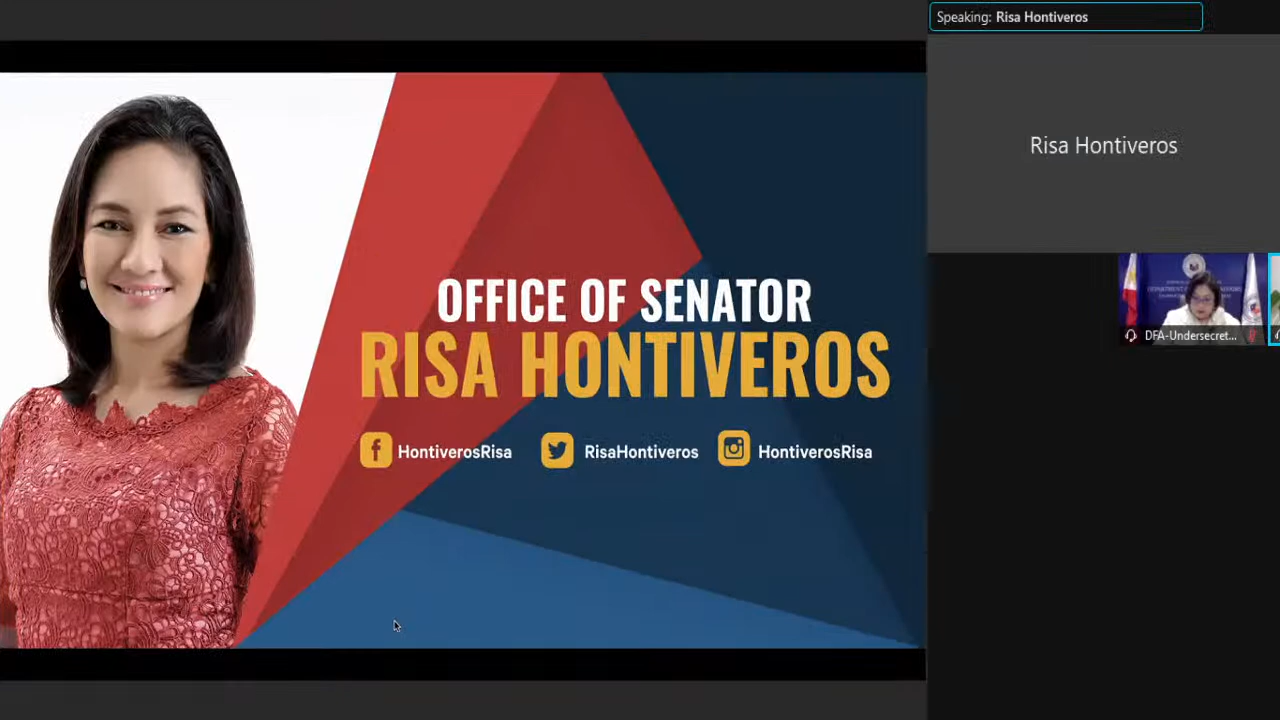 Speaking: Risa Hontiveros
Risa Hontiveros
OFFICE OF SENATOR
RISA HONTIVEROS
HontiverosRisa
RisaHontiveros
HontiverosRisa
DFA-Undersecret...